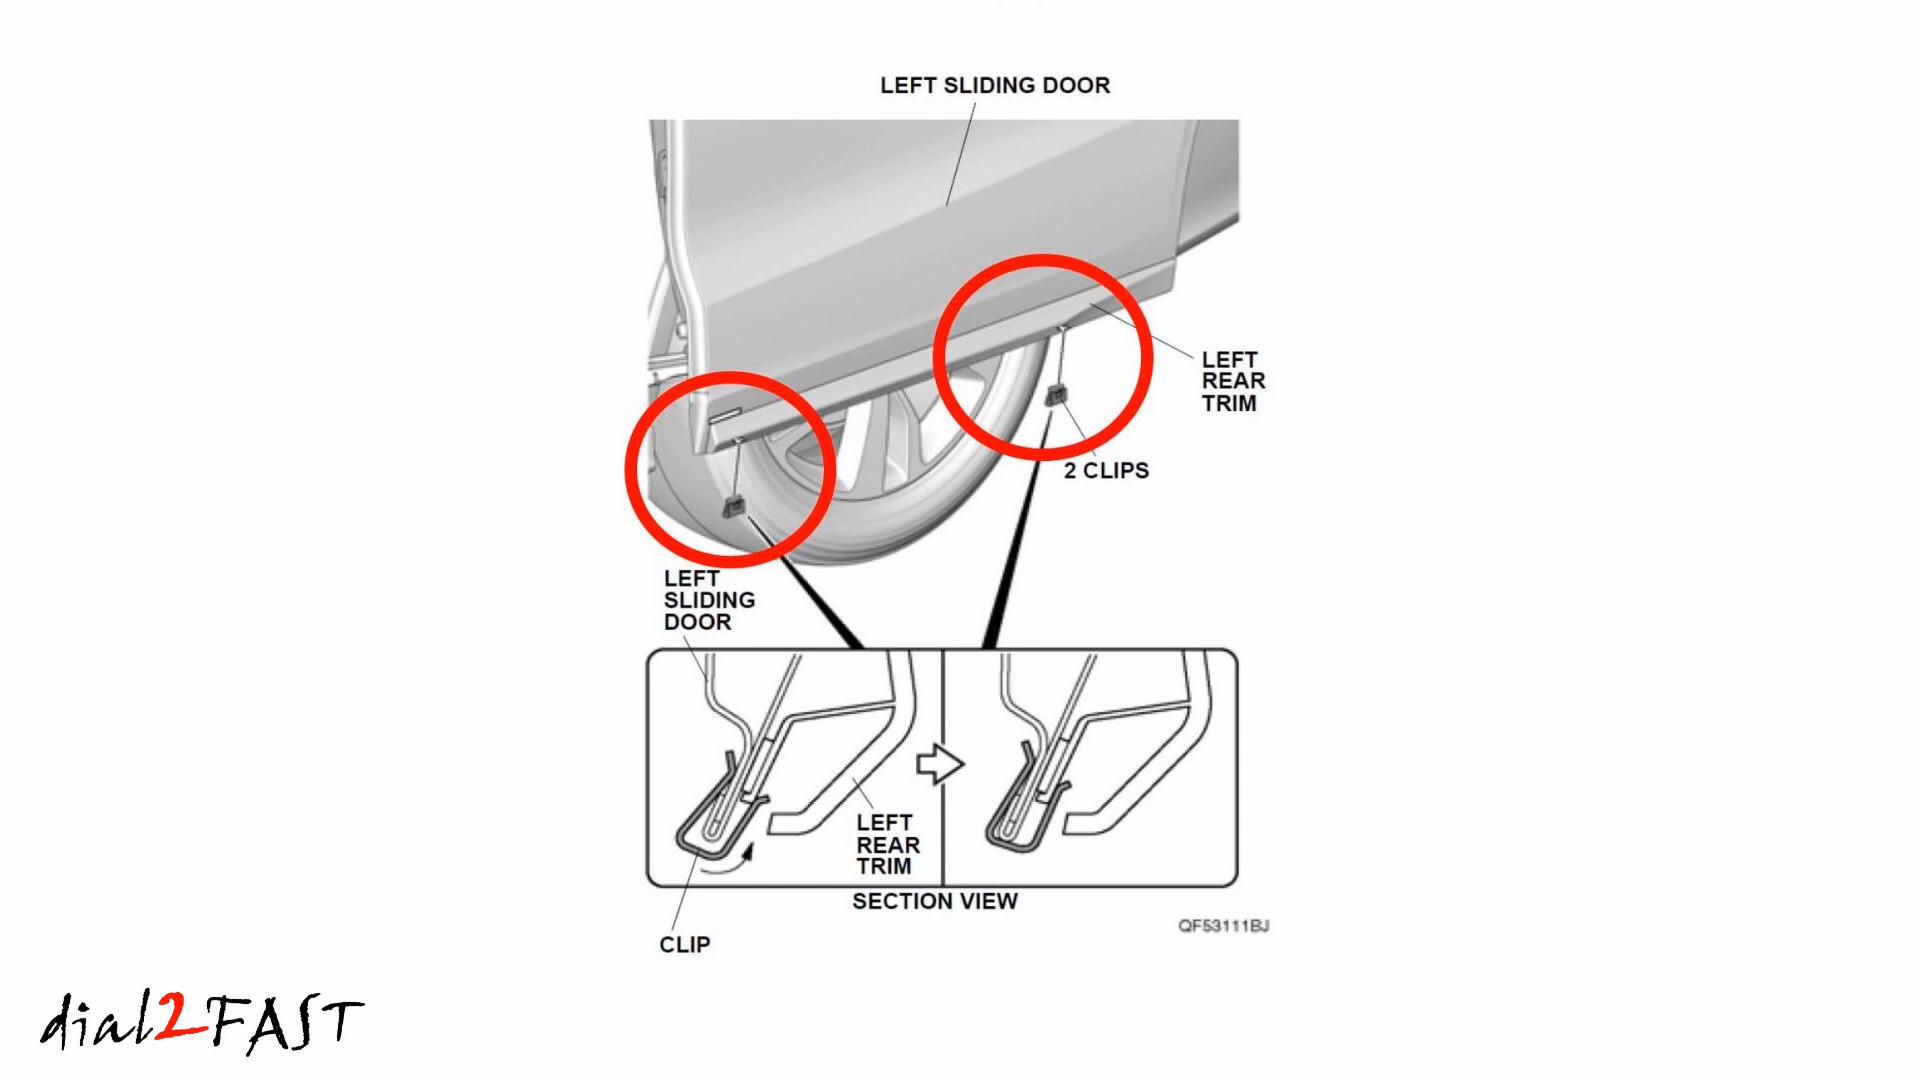 LEFT SLIDING DOOR
LEFT
REAR
TRIM
2 CLIPS
LEFT
SLIDING
DOOR
LEFT
REAR
TRIM
SECTION VIEW
QF53111BJ
CLIP
dial2FAST